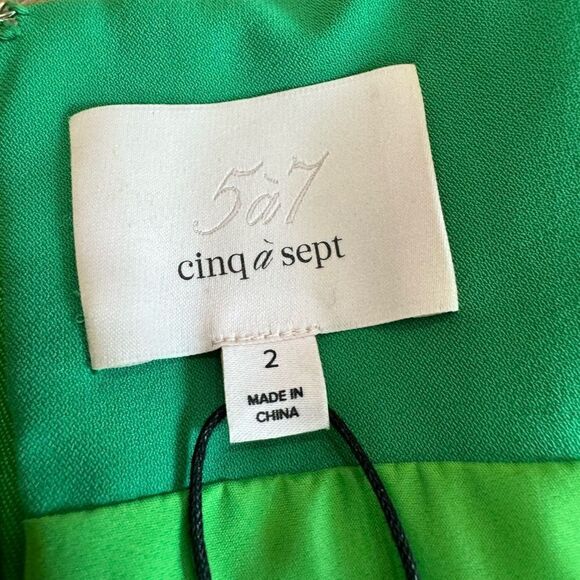 5à7
cinq à sept
2
MADE IN
CHINA